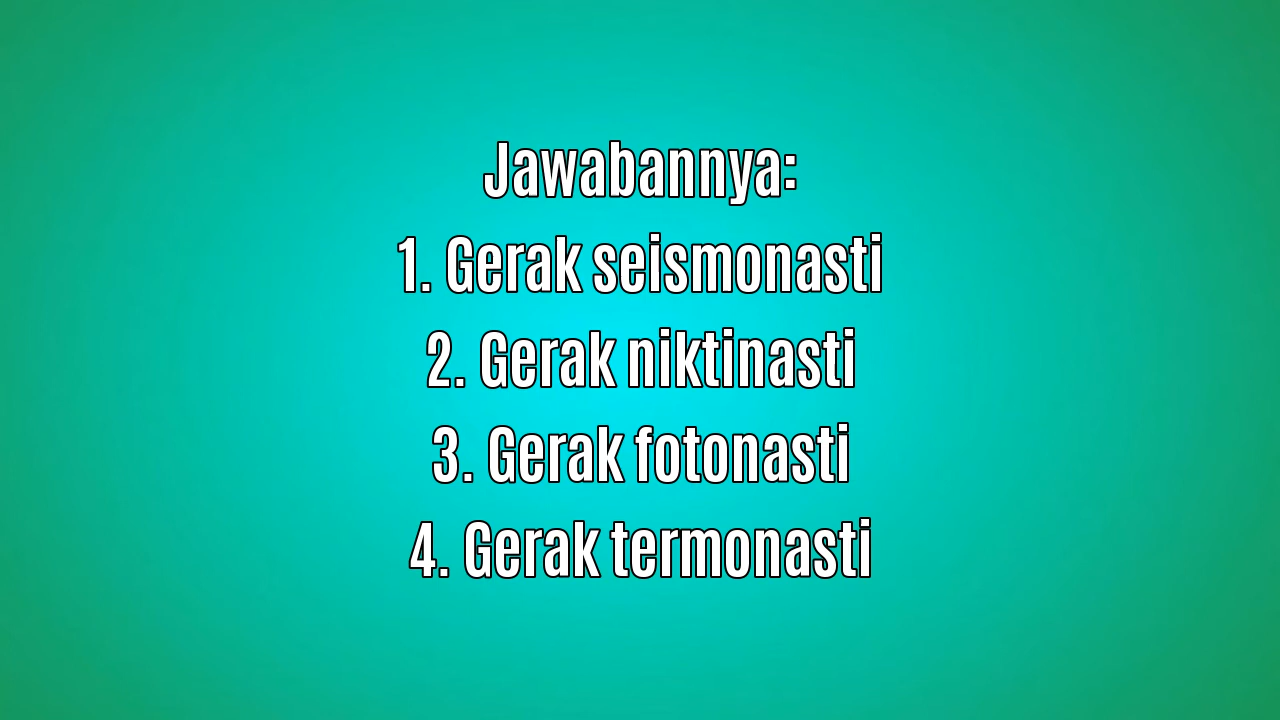 Jawabannya:
1. Gerak seismonasti
2. Gerak niktinasti
3. Gerak fotonasti
4. Gerak termonasti